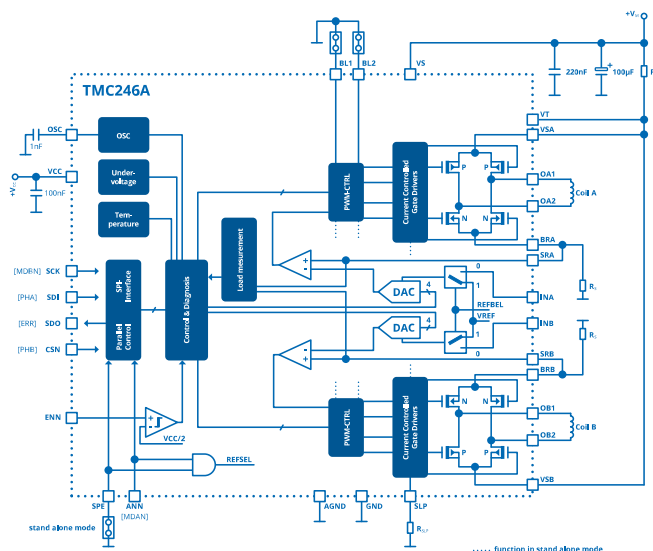 +VM
BL1
BL2
VS
220nF
+
100µF
R
TMC246A
OSC
1nF
OSC
VT
VSA
VCC
+VCC
100nF
Under-
voltage
Tem-
perature
PWM-CTRL
Current Controlled
Gate Drivers
P
P
N
N
OA1
OA2
Coil A
BRA
SRA
[MDBN] SCK
[PHA] SDI
[ERR] SDO
[PHB] CSN
SPI-
Interface
Parallel
Control
Control & Diagnosis
Load mesurement
+
-
DAC
4
0
1
REFBEL
VREF
INA
INB
RS
+
-
DAC
4
1
0
RS
SRB
BRB
ENN
+
-
VCC/2
PWM-CTRL
Current Controlled
Gate Drivers
N
N
P
P
OB1
OB2
Coil B
REFSEL
VSB
SPE
ANN
[MDAN]
AGND
GND
SLP
stand alone mode
RSLP
..... function in stand alone mode